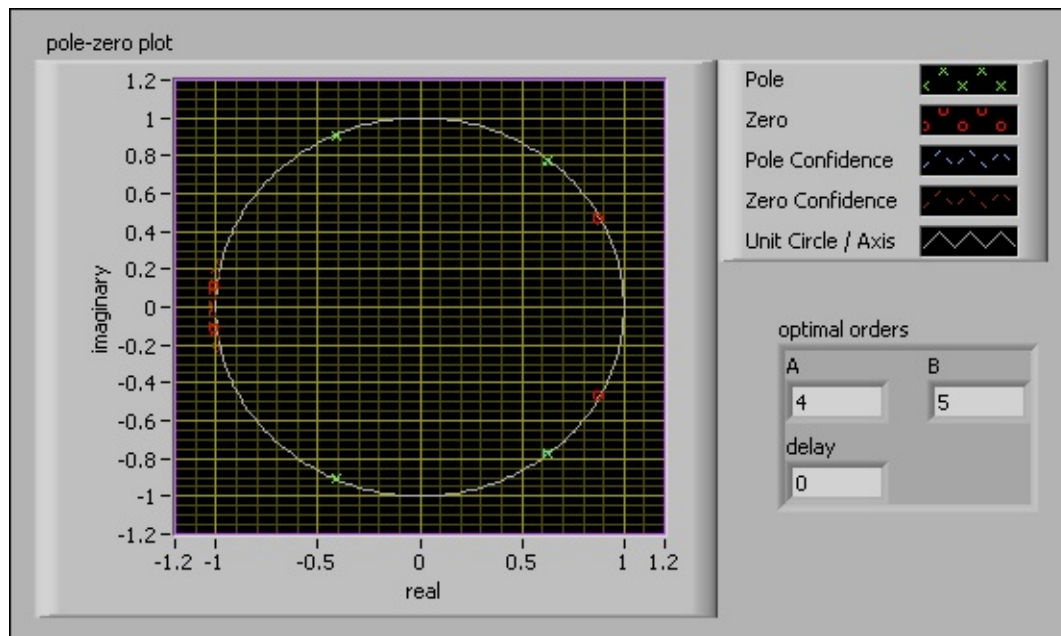 pole-zero plot
1.2
1
0.8
0.6
0.4
0.2
0
-0.2
-0.4
-0.6
-0.8
-1
-1.2
imaginary
-1.2 -1 -0.5 0 0.5 1 1.2
real
Pole
Zero
Pole Confidence
Zero Confidence
Unit Circle / Axis
optimal orders
A B
4 5
delay
0